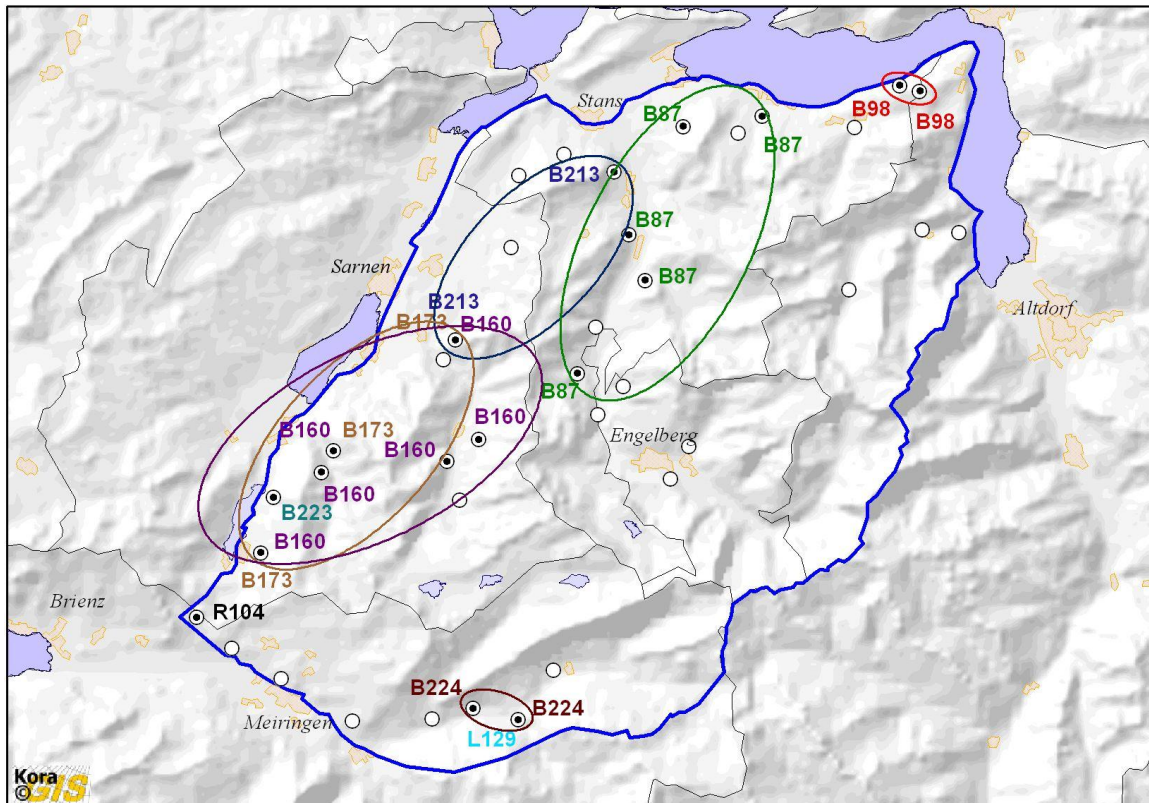 Stans
B87
B87
B98
B98
B213
B87
Sarnen
B87
B213
B173
B160
Altdorf
B87
B160
B173
B160
B160
Engelberg
B160
B223
B160
B173
Brienz
R104
B224
B224
Meiringen
L129
Kora
© GIS